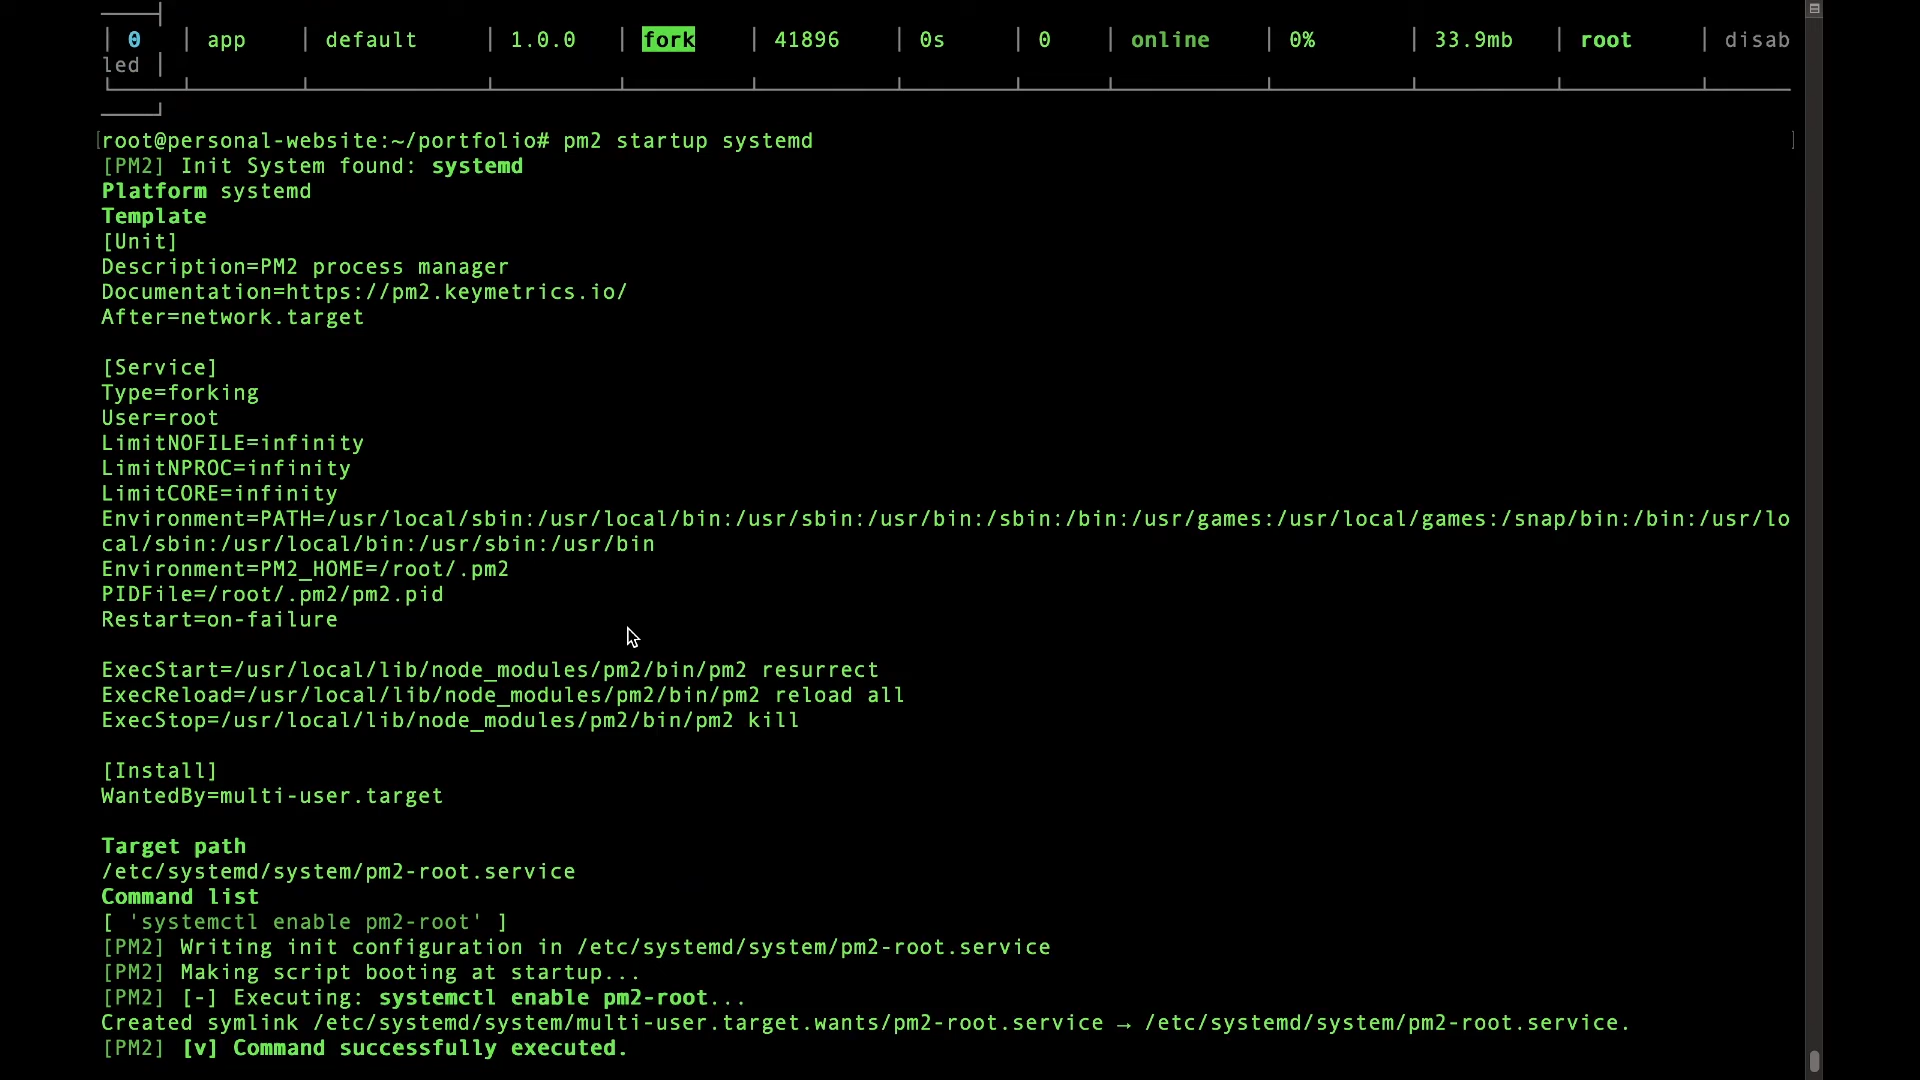 │ 0 │ app │ default │ 1.0.0 │ fork │ 41896 │ 0s │ 0 │ online │ 0% │ 33.9mb │ root │ disab
led │
[root@personal-website:~/portfolio# pm2 startup systemd ]
[PM2] Init System found: systemd
Platform systemd
Template
[Unit]
Description=PM2 process manager
Documentation=https://pm2.keymetrics.io/
After=network.target
[Service]
Type=forking
User=root
LimitNOFILE=infinity
LimitNPROC=infinity
LimitCORE=infinity
Environment=PATH=/usr/local/sbin:/usr/local/bin:/usr/sbin:/usr/bin:/sbin:/bin:/usr/games:/usr/local/games:/snap/bin:/bin:/usr/lo
cal/sbin:/usr/local/bin:/usr/sbin:/usr/bin
Environment=PM2_HOME=/root/.pm2
PIDFile=/root/.pm2/pm2.pid
Restart=on-failure
ExecStart=/usr/local/lib/node_modules/pm2/bin/pm2 resurrect
ExecReload=/usr/local/lib/node_modules/pm2/bin/pm2 reload all
ExecStop=/usr/local/lib/node_modules/pm2/bin/pm2 kill
[Install]
WantedBy=multi-user.target
Target path
/etc/systemd/system/pm2-root.service
Command list
[ 'systemctl enable pm2-root' ]
[PM2] Writing init configuration in /etc/systemd/system/pm2-root.service
[PM2] Making script booting at startup...
[PM2] [-] Executing: systemctl enable pm2-root...
Created symlink /etc/systemd/system/multi-user.target.wants/pm2-root.service → /etc/systemd/system/pm2-root.service.
[PM2] [v] Command successfully executed.